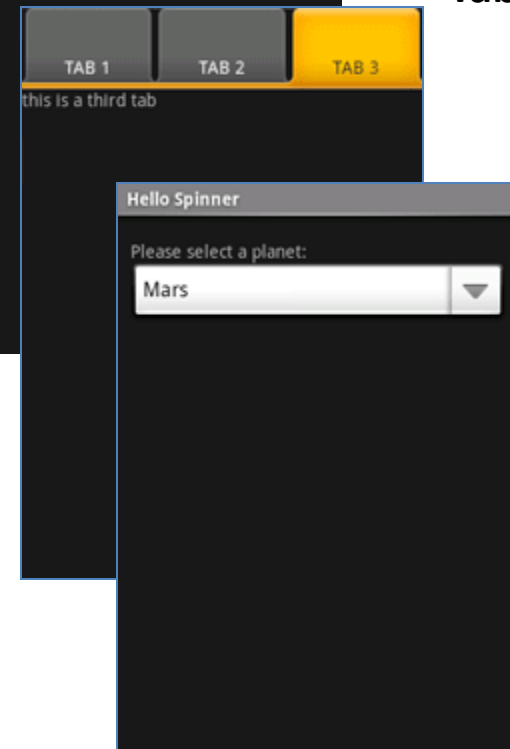 TAB 1 TAB 2 TAB 3
this is a third tab
Hello Spinner
Please select a planet:
Mars